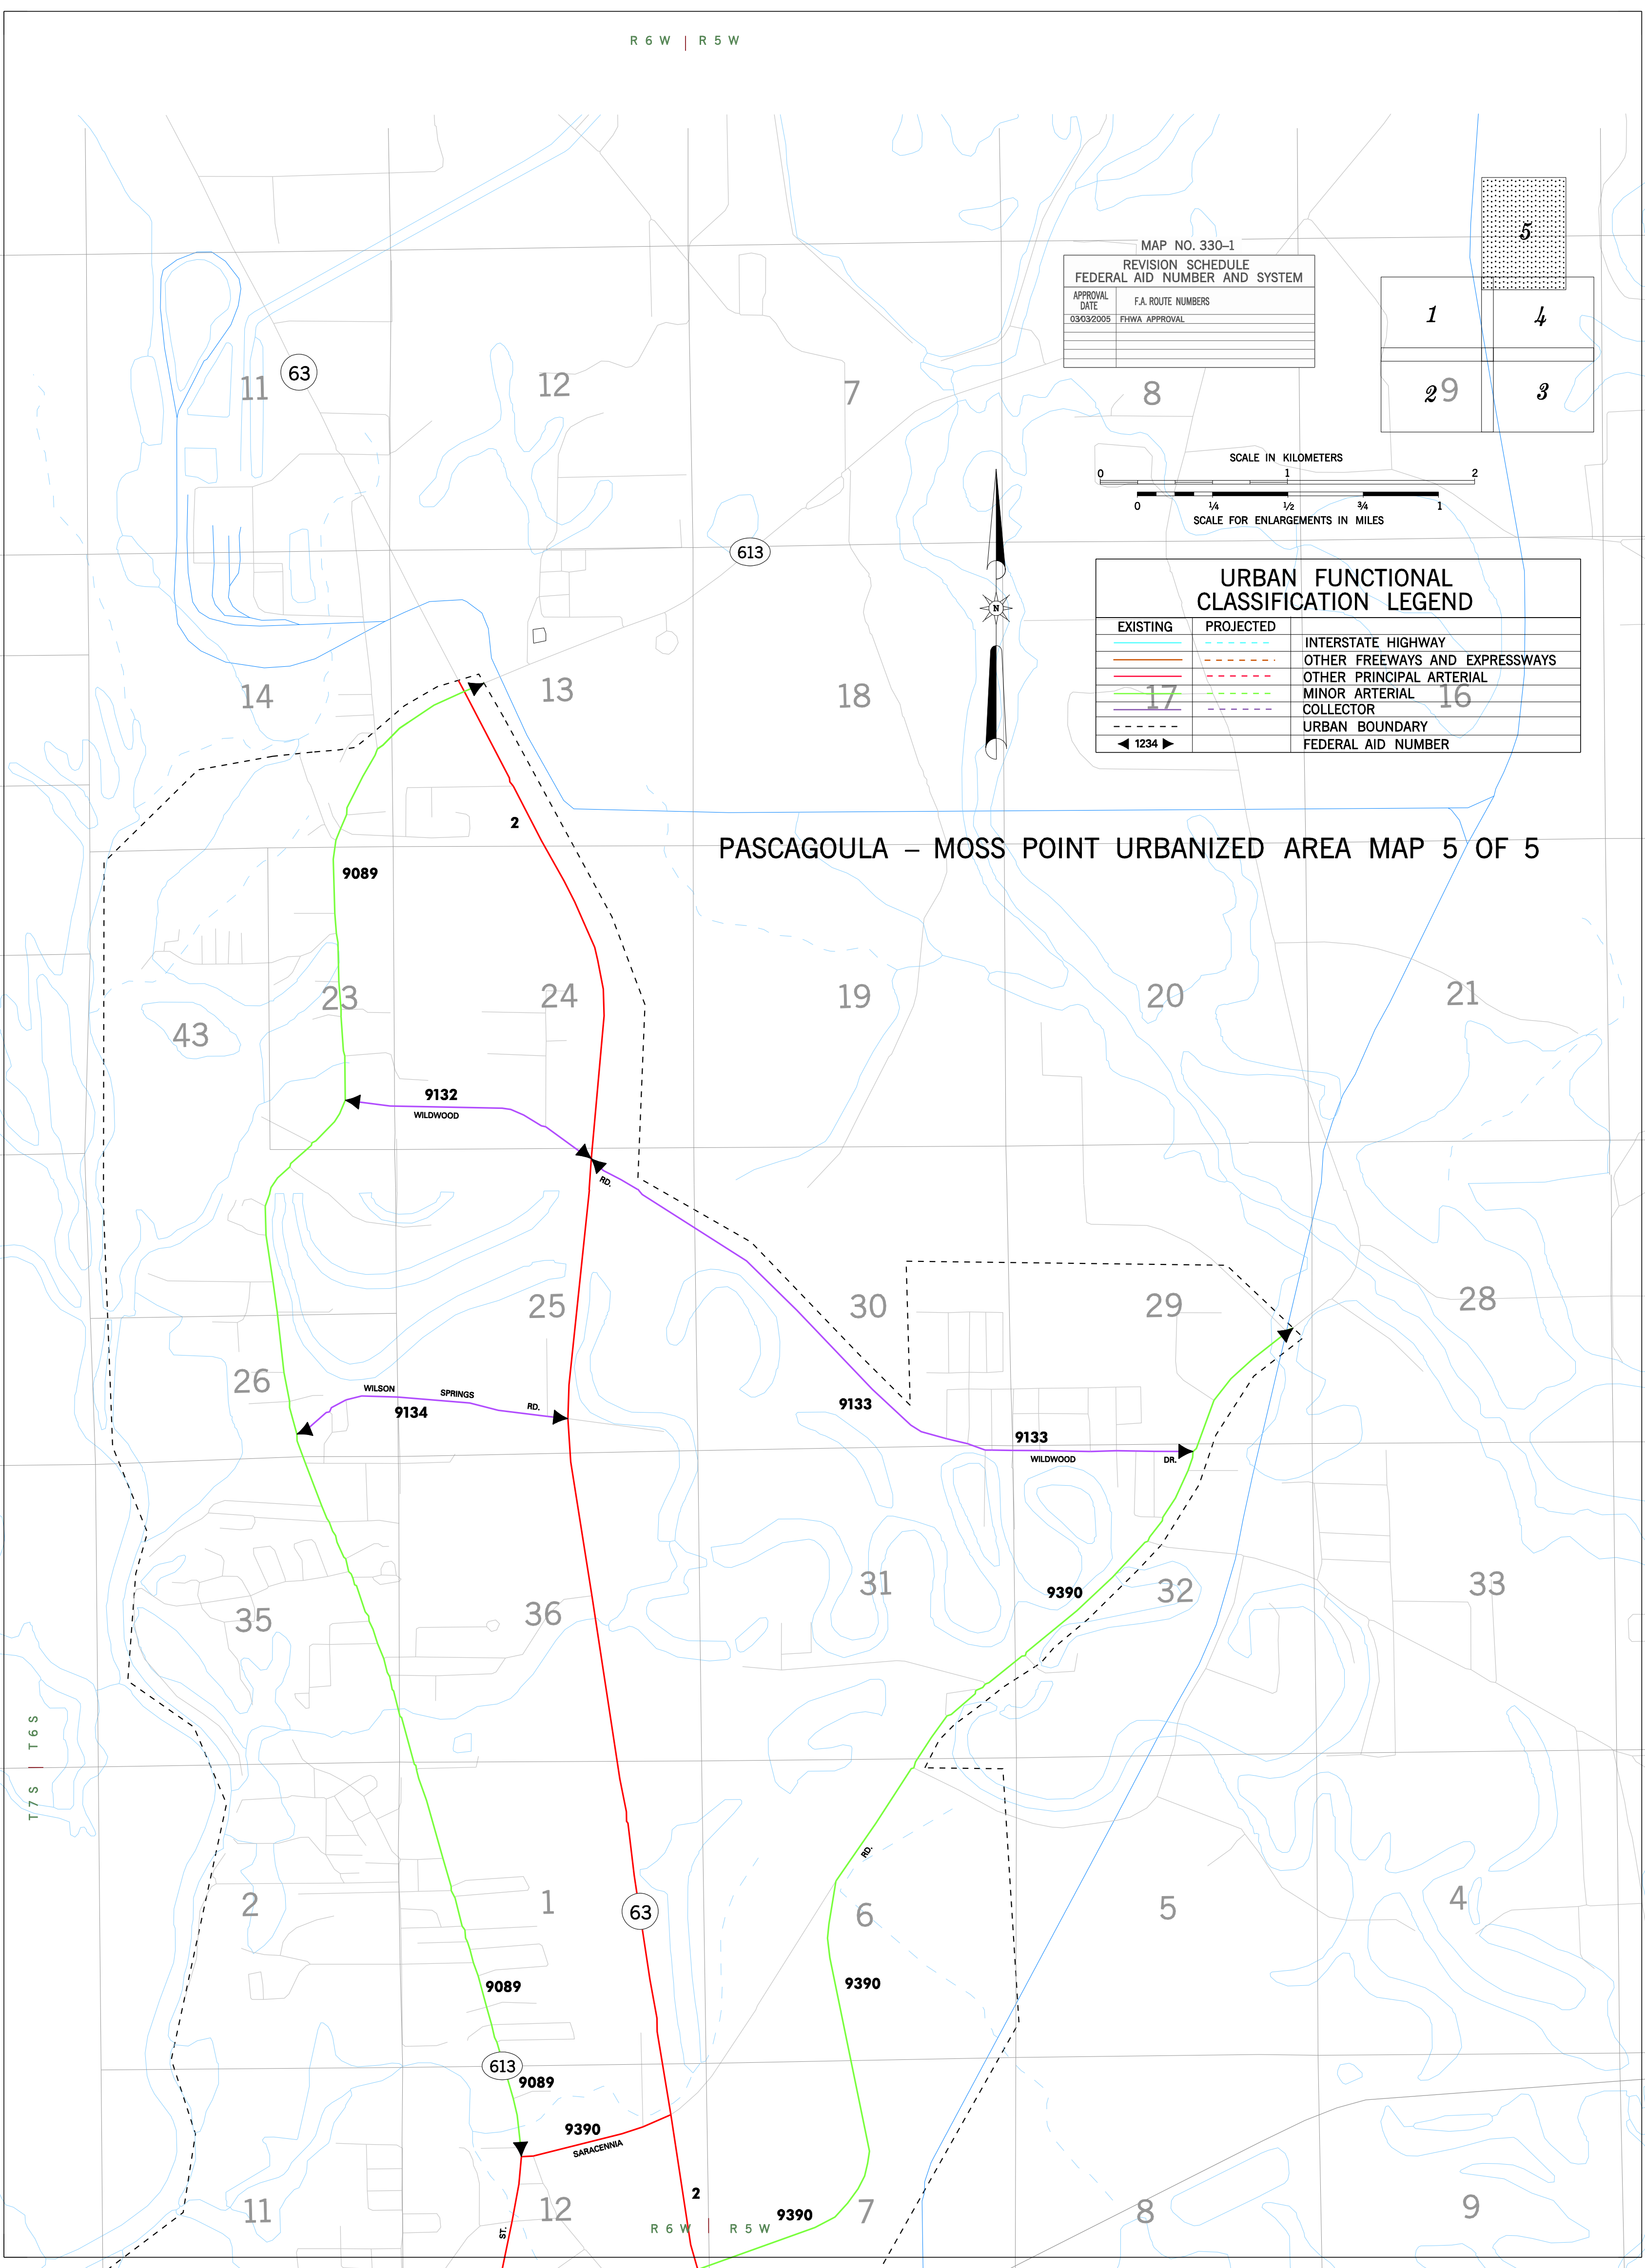 R 6 W | R 5 W
MAP NO. 330–1
REVISION SCHEDULE
FEDERAL AID NUMBER AND SYSTEM
APPROVAL DATE
F.A. ROUTE NUMBERS
03/03/2005 FHWA APPROVAL
5
1 4
2 3
63
11 12 7 8 9
SCALE IN KILOMETERS
0 1 2
0 1/4 1/2 3/4 1
SCALE FOR ENLARGEMENTS IN MILES
613
N
URBAN FUNCTIONAL
CLASSIFICATION LEGEND
EXISTING PROJECTED
INTERSTATE HIGHWAY
OTHER FREEWAYS AND EXPRESSWAYS
OTHER PRINCIPAL ARTERIAL
MINOR ARTERIAL
COLLECTOR
URBAN BOUNDARY
1234 FEDERAL AID NUMBER
14 13 18 17 16
2
PASCAGOULA – MOSS POINT URBANIZED AREA MAP 5 OF 5
9089
43 23 24 19 20 21
9132
WILDWOOD
RD.
26 25 30 29 28
WILSON SPRINGS RD.
9134
9133
9133
WILDWOOD DR.
35 36 31 32 33
9390
T 7 S | T 6 S
RD.
2 1 6 5 4
63
9089
9390
613
9089
9390
SARACENNIA
2
9390
11 12 7 8 9
ST.
R 6 W | R 5 W